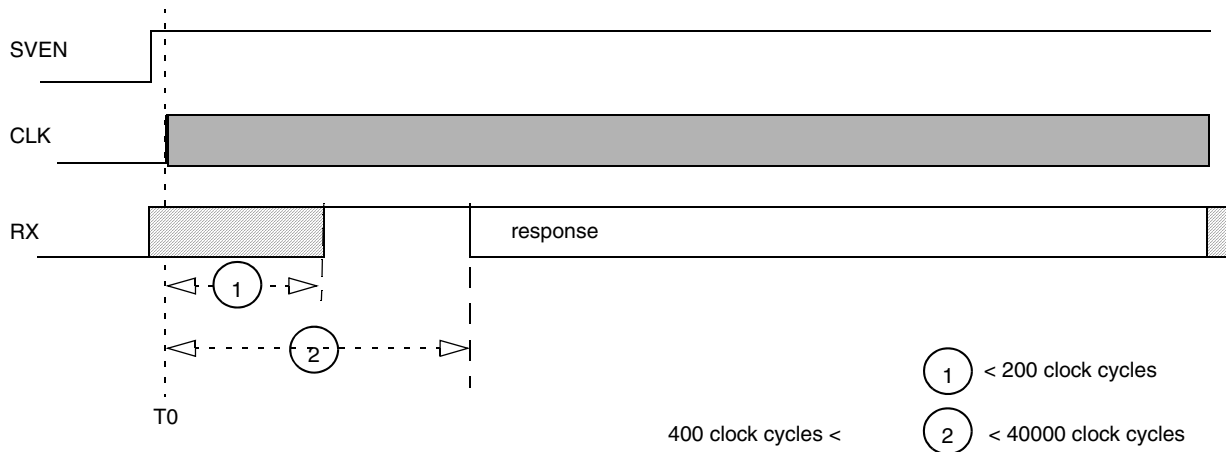 SVEN
CLK
RX
response
1
2
T0
1 < 200 clock cycles
400 clock cycles < 2 < 40000 clock cycles